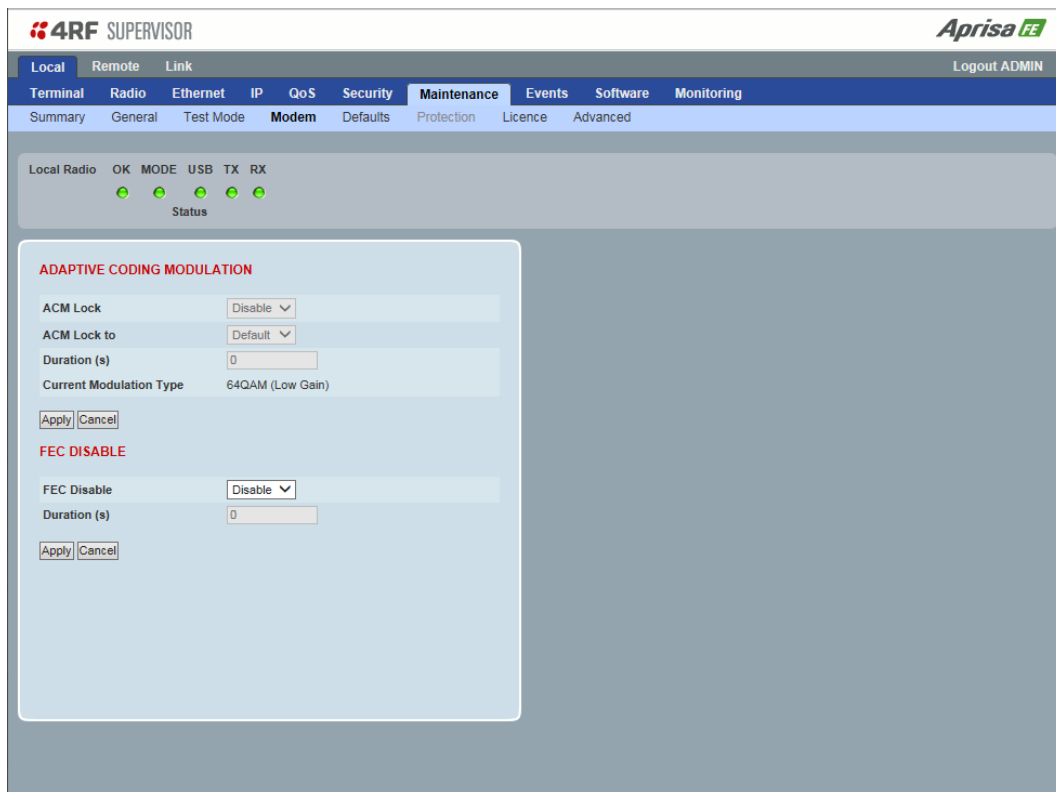 4RF SUPERVISOR
Aprisa FE
Local Remote Link Logout ADMIN
Terminal Radio Ethernet IP QoS Security Maintenance Events Software Monitoring
Summary General Test Mode Modem Defaults Protection Licence Advanced
Local Radio OK MODE USB TX RX
Status
ADAPTIVE CODING MODULATION
ACM Lock Disable
ACM Lock to Default
Duration (s) 0
Current Modulation Type 64QAM (Low Gain)
Apply Cancel
FEC DISABLE
FEC Disable Disable
Duration (s) 0
Apply Cancel